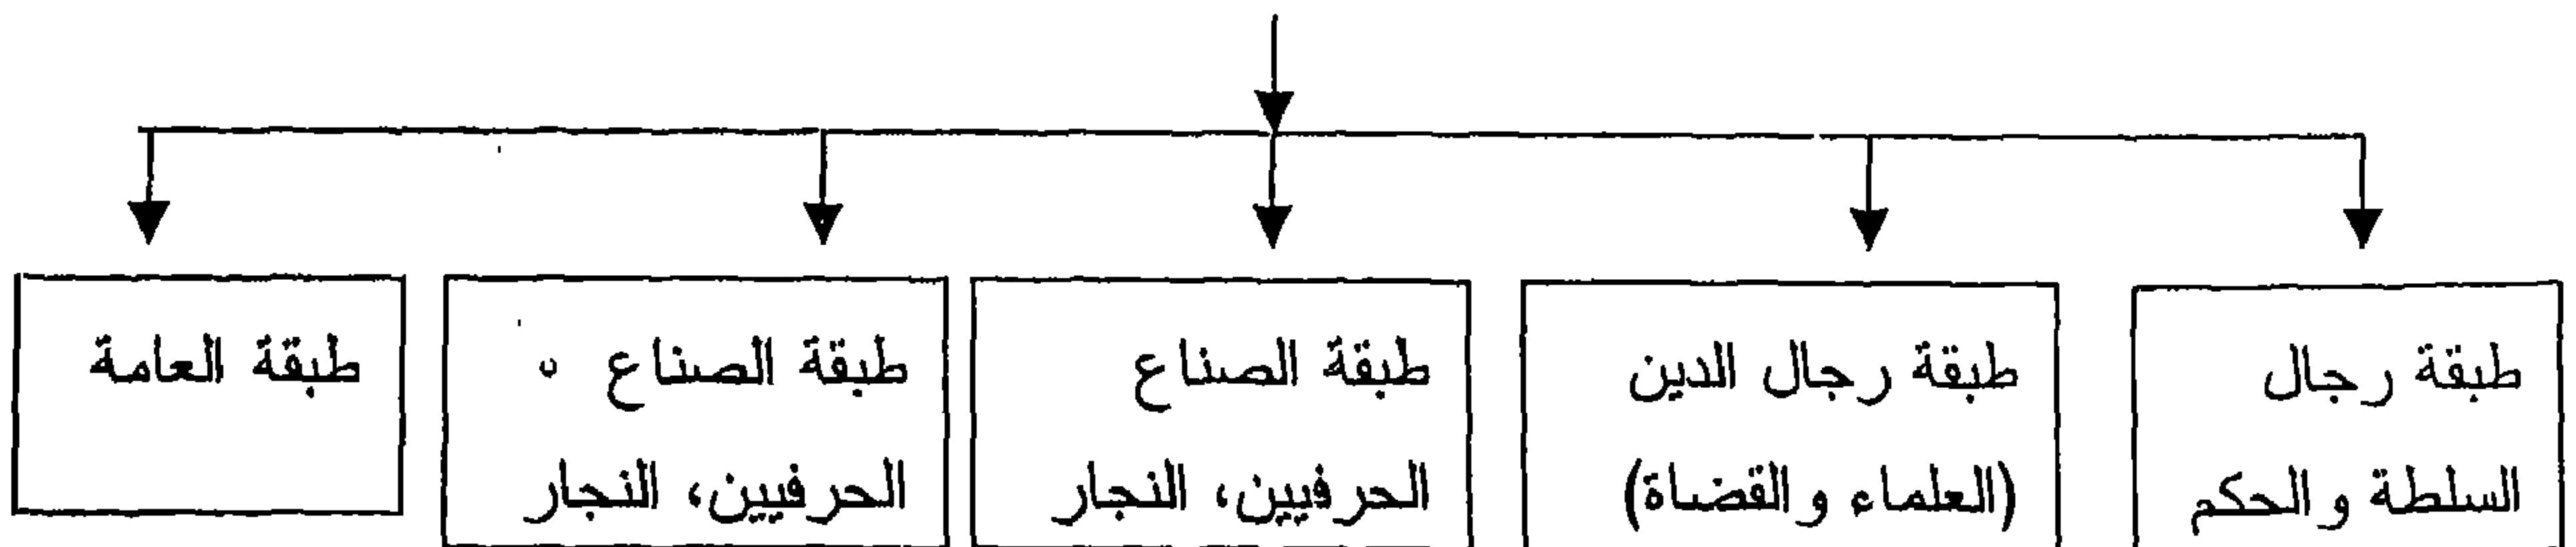 طبقة رجال
السلطة والحكم
طبقة رجال الدين
(العلماء والقضاة)
طبقة الصناع
الحرفيين، النجار
طبقة الصناع
الحرفيين، النجار
طبقة العامة